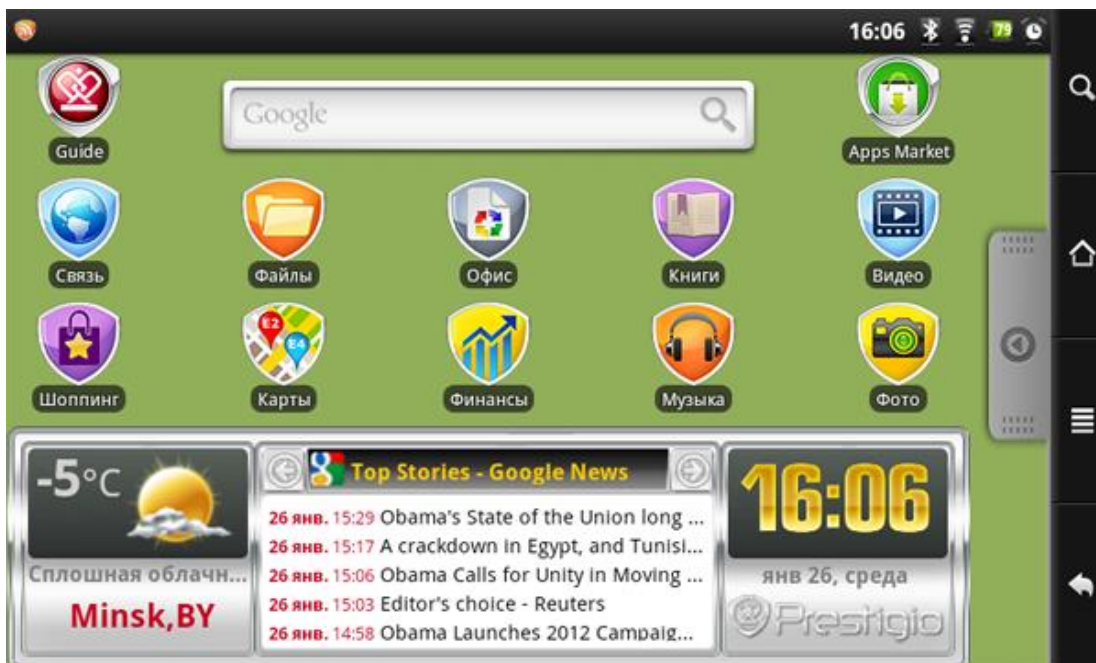 16:06 79
Google
Guide
Apps Market
Связь
Файлы
Офис
Книги
Видео
E2
E4
Шоппинг
Карты
Финансы
Музыка
Фото
-5°C
Сплошная облачн...
Minsk,BY
Top Stories - Google News
26 янв. 15:29 Obama's State of the Union long ...
26 янв. 15:17 A crackdown in Egypt, and Tunisi...
26 янв. 15:06 Obama Calls for Unity in Moving ...
26 янв. 15:03 Editor's choice - Reuters
26 янв. 14:58 Obama Launches 2012 Campaig...
16:06
янв 26, среда
Prestigio